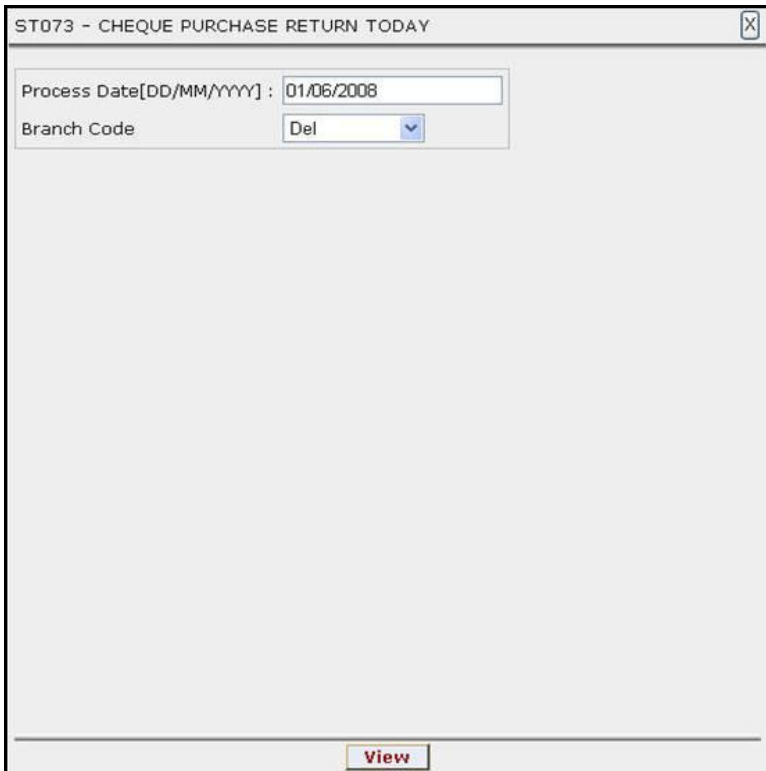 ST073 - CHEQUE PURCHASE RETURN TODAY X
Process Date[DD/MM/YYYY] : 01/06/2008
Branch Code Del
View